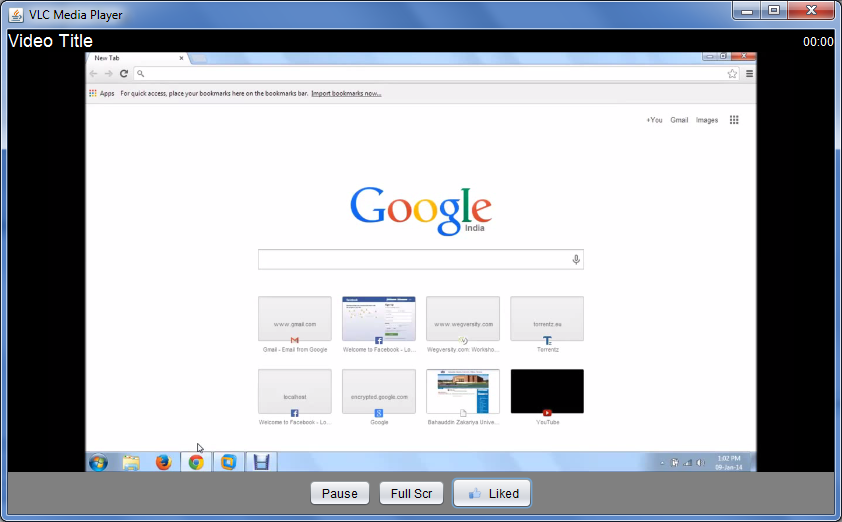 VLC Media Player
Video Title
00:00
New Tab
Apps For quick access, place your bookmarks here on the bookmarks bar. Import bookmarks now...
+You Gmail Images
Google
India
www.gmail.com
www.wegversity.com
torrentz.eu
Gmail - Email from Google
Welcome to Facebook - Lo...
Wegversity.com: Worksho...
Torrentz
localhost
encrypted.google.com
Welcome to Facebook - Lo...
Google
Bahauddin Zakariya Unive...
YouTube
1:02 PM
09-Jan-14
Pause
Full Scr
Liked